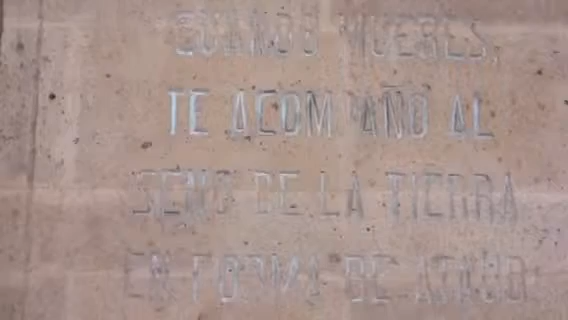 CUANDO MUERES,
TE ACOMPAÑO AL
SENO DE LA TIERRA
EN FORMA DE ATAUD